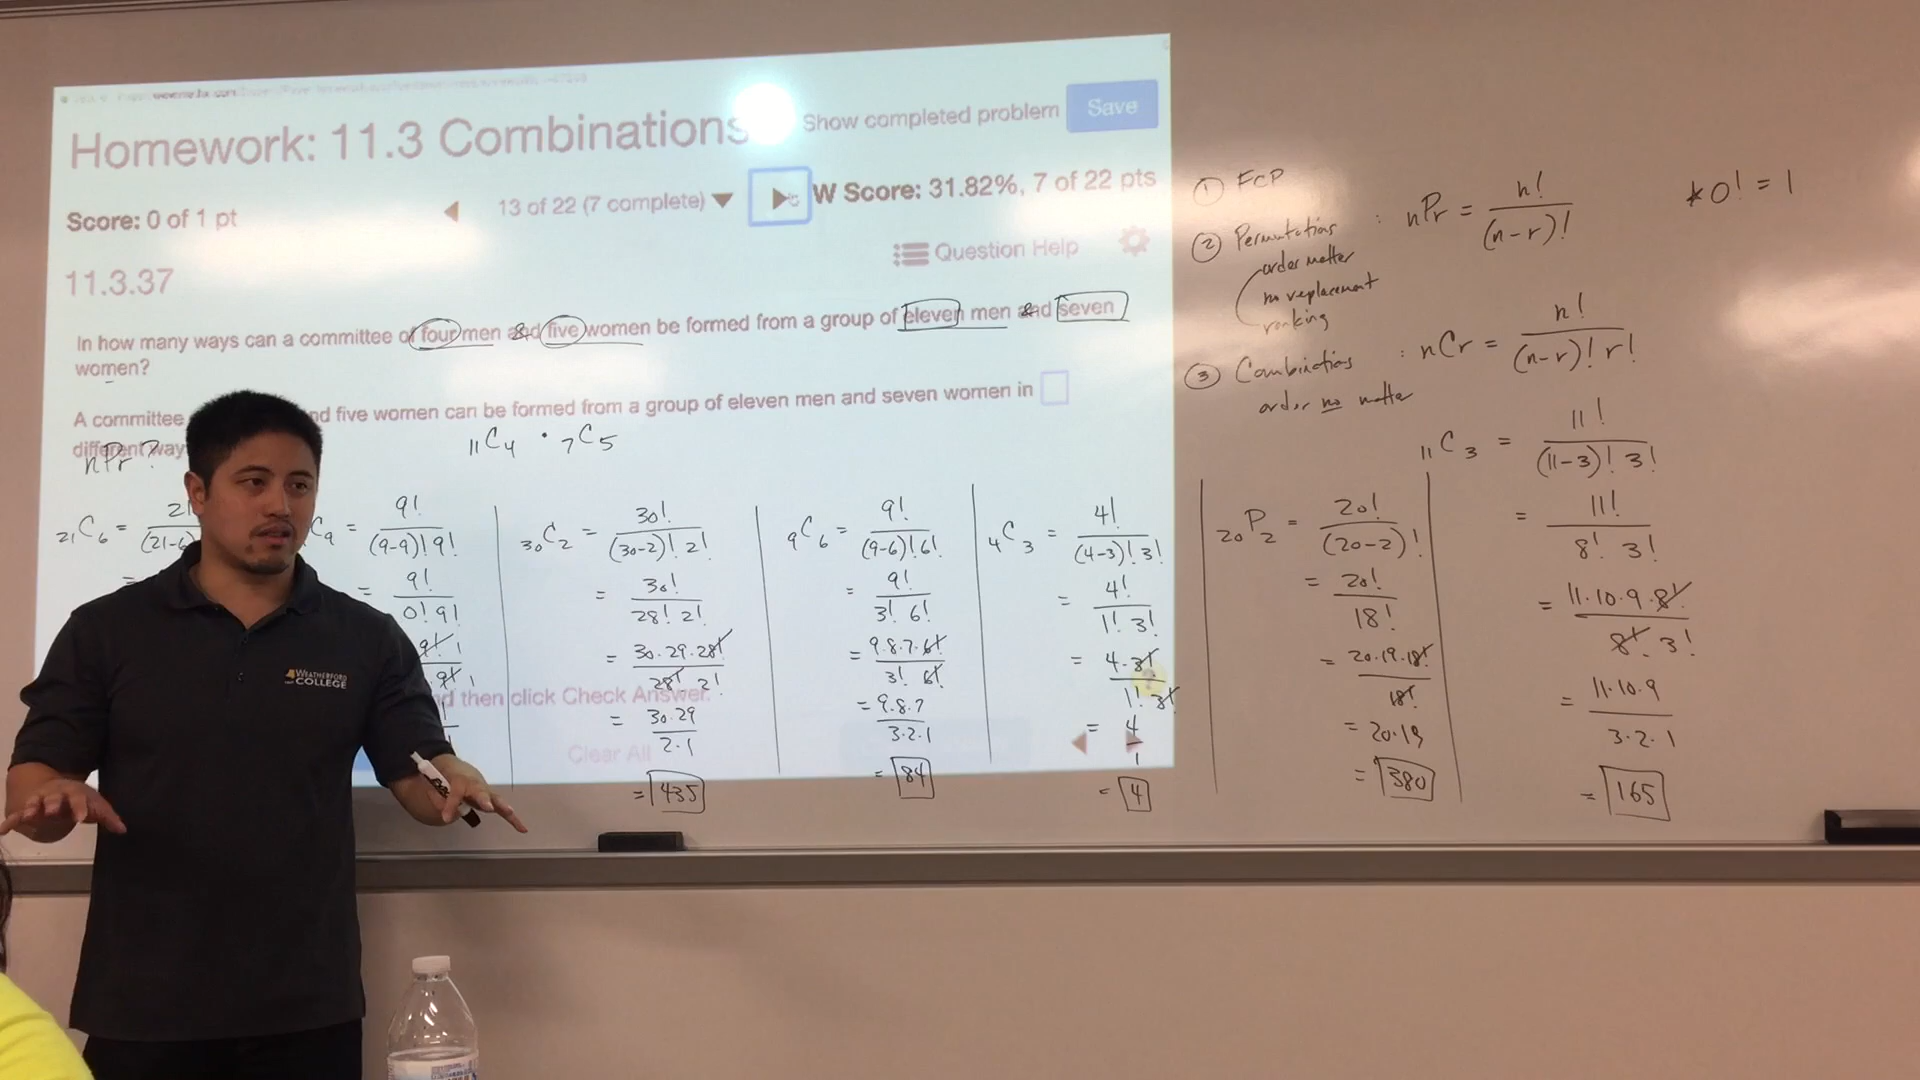 Homework: 11.3 Combinations
Show completed problem
Save
Score: 0 of 1 pt
13 of 22 (7 complete)
W Score: 31.82%, 7 of 22 pts
11.3.37
Question Help
In how many ways can a committee of four men & five women be formed from a group of eleven men & seven
women?
A committee nd five women can be formed from a group of eleven men and seven women in
different way
nPr ?
11C4 · 7C5
21C6 = 21 / (21-6)
=
C9 = 9! / (9-9)! 9!
= 9! / 0! 9!
9! 1 / 9! 1
30C2 = 30! / (30-2)! 2!
= 30! / 28! 2!
= 30·29·28! / 28! 2!
= 30·29 / 2·1
= 435
9C6 = 9! / (9-6)! 6!
= 9! / 3! 6!
= 9·8·7·6! / 3! 6!
= 9·8·7 / 3·2·1
= 84
4C3 = 4! / (4-3)! 3!
= 4! / 1! 3!
= 4·3! / 1! 3!
= 4 / 1
= 4
d then click Check Answer.
Clear All
① FCP
② Permutations : nPr = n! / (n-r)!
order matter
no replacement
ranking
* 0! = 1
③ Combinations : nCr = n! / (n-r)! r!
order no matter
20P2 = 20! / (20-2)!
= 20! / 18!
= 20·19·18! / 18!
= 20·19
= 380
11C3 = 11! / (11-3)! 3!
= 11! / 8! 3!
= 11·10·9·8! / 8! 3!
= 11·10·9 / 3·2·1
= 165
WEATHERFORD
COLLEGE